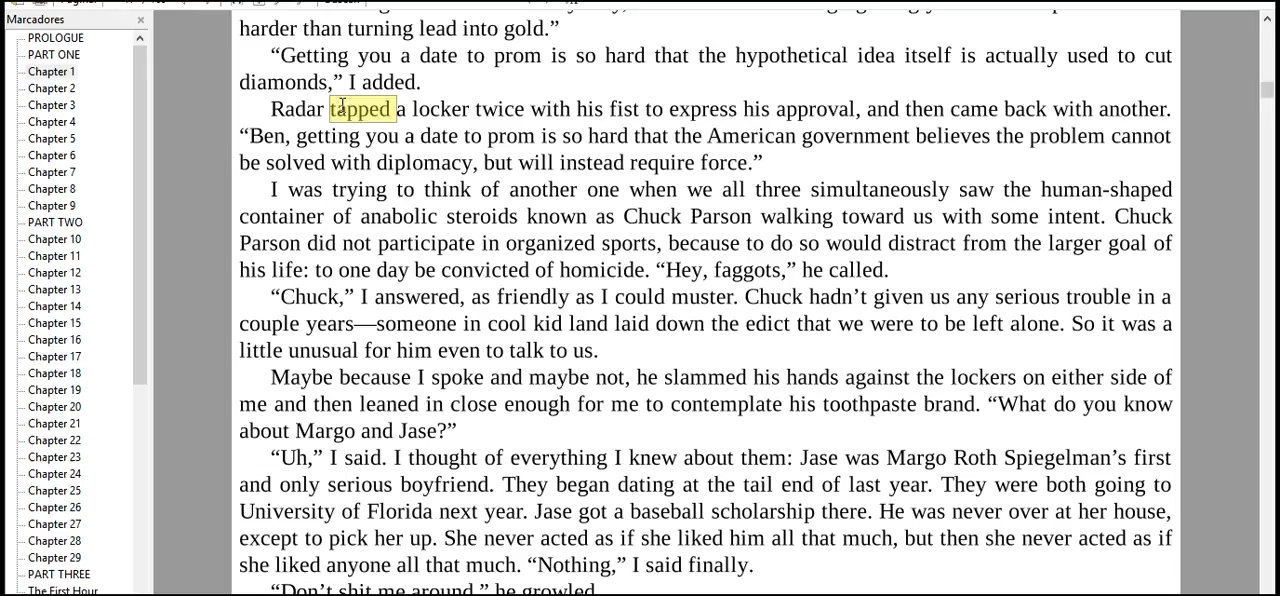 Marcadores
PROLOGUE
PART ONE
Chapter 1
Chapter 2
Chapter 3
Chapter 4
Chapter 5
Chapter 6
Chapter 7
Chapter 8
Chapter 9
PART TWO
Chapter 10
Chapter 11
Chapter 12
Chapter 13
Chapter 14
Chapter 15
Chapter 16
Chapter 17
Chapter 18
Chapter 19
Chapter 20
Chapter 21
Chapter 22
Chapter 23
Chapter 24
Chapter 25
Chapter 26
Chapter 27
Chapter 28
Chapter 29
PART THREE
The First Hour
harder than turning lead into gold.”
“Getting you a date to prom is so hard that the hypothetical idea itself is actually used to cut
diamonds,” I added.
Radar tapped a locker twice with his fist to express his approval, and then came back with another.
“Ben, getting you a date to prom is so hard that the American government believes the problem cannot
be solved with diplomacy, but will instead require force.”
I was trying to think of another one when we all three simultaneously saw the human-shaped
container of anabolic steroids known as Chuck Parson walking toward us with some intent. Chuck
Parson did not participate in organized sports, because to do so would distract from the larger goal of
his life: to one day be convicted of homicide. “Hey, faggots,” he called.
“Chuck,” I answered, as friendly as I could muster. Chuck hadn’t given us any serious trouble in a
couple years—someone in cool kid land laid down the edict that we were to be left alone. So it was a
little unusual for him even to talk to us.
Maybe because I spoke and maybe not, he slammed his hands against the lockers on either side of
me and then leaned in close enough for me to contemplate his toothpaste brand. “What do you know
about Margo and Jase?”
“Uh,” I said. I thought of everything I knew about them: Jase was Margo Roth Spiegelman’s first
and only serious boyfriend. They began dating at the tail end of last year. They were both going to
University of Florida next year. Jase got a baseball scholarship there. He was never over at her house,
except to pick her up. She never acted as if she liked him all that much, but then she never acted as if
she liked anyone all that much. “Nothing,” I said finally.
“Don’t shit me around,” he growled.